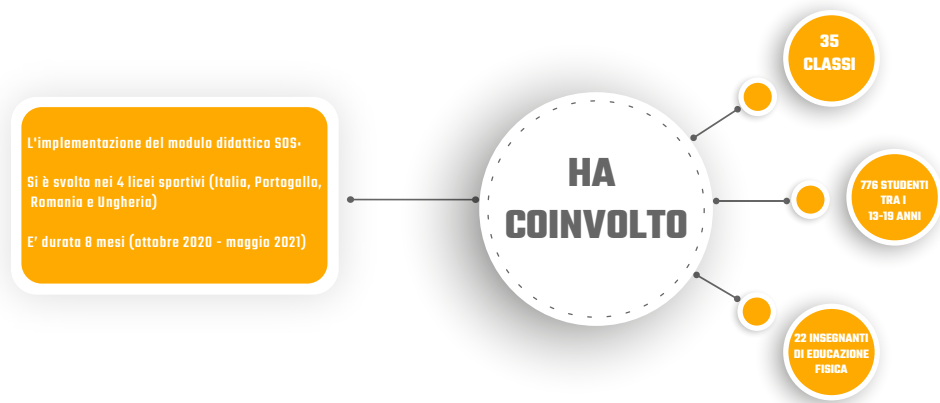 L'implementazione del modulo didattico SOS:
Si è svolto nei 4 licei sportivi (Italia, Portogallo,
Romania e Ungheria)
E' durata 8 mesi (ottobre 2020 - maggio 2021)
HA
COINVOLTO
35
CLASSI
776 STUDENTI
TRA I
13-19 ANNI
22 INSEGNANTI
DI EDUCAZIONE
FISICA